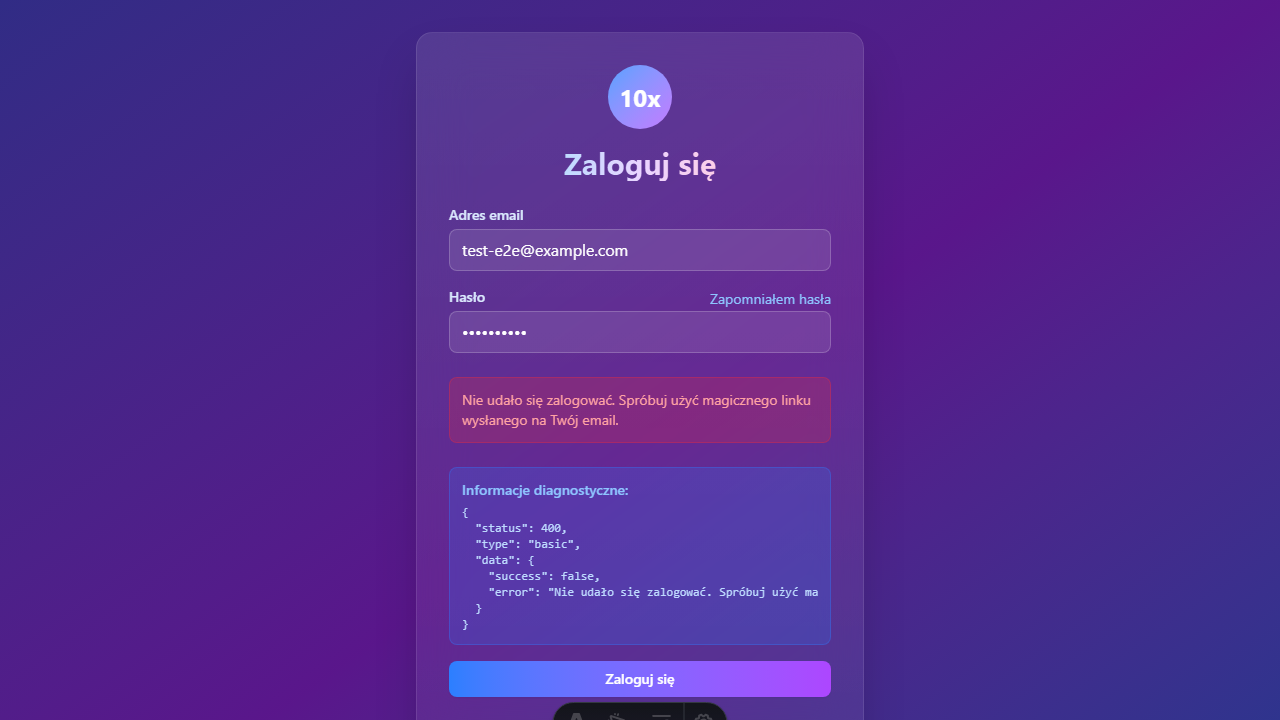 10x
Zaloguj się
Adres email
test-e2e@example.com
Hasło
Zapomniałem hasła
••••••••••
Nie udało się zalogować. Spróbuj użyć magicznego linku
wysłanego na Twój email.
Informacje diagnostyczne:
{
  "status": 400,
  "type": "basic",
  "data": {
    "success": false,
    "error": "Nie udało się zalogować. Spróbuj użyć ma
  }
}
Zaloguj się